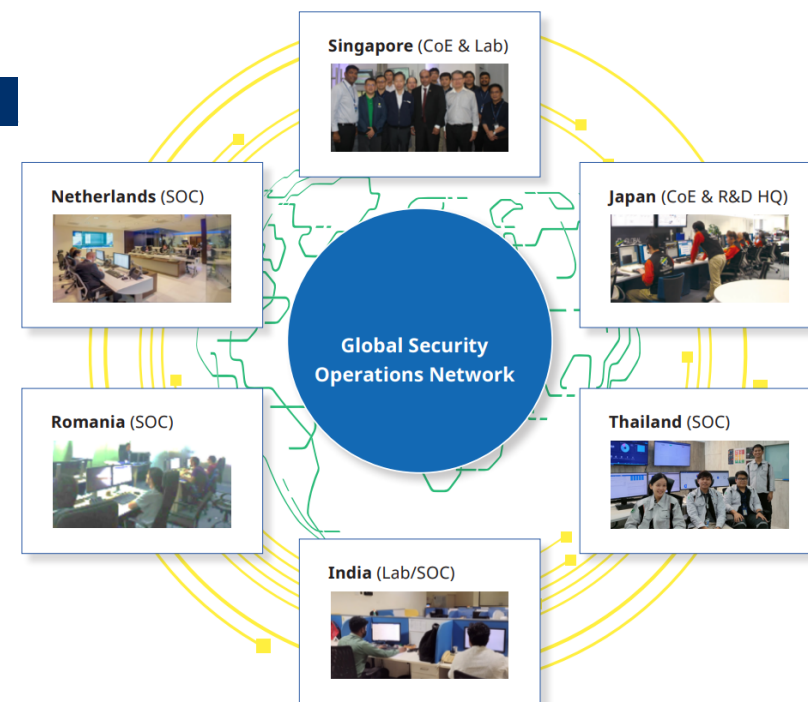 Singapore (CoE & Lab)
Netherlands (SOC)
Japan (CoE & R&D HQ)
Global Security
Operations Network
Romania (SOC)
Thailand (SOC)
India (Lab/SOC)